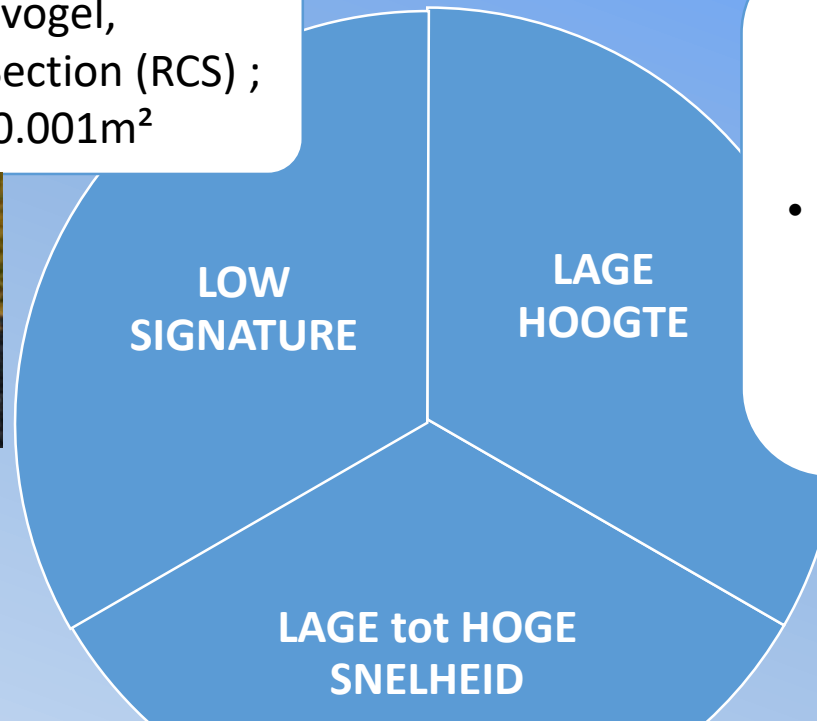 vogel,
ection (RCS) ;
0.001m²
LOW
SIGNATURE
LAGE
HOOGTE
•
LAGE tot HOGE
SNELHEID